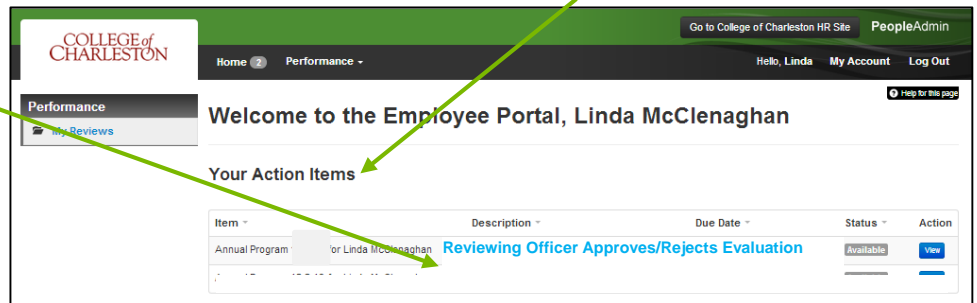 COLLEGE of
CHARLESTON
Go to College of Charleston HR Site PeopleAdmin
Home 2 Performance
Hello, Linda My Account Log Out
Help for this page
Performance
My Reviews
Welcome to the Employee Portal, Linda McClenaghan
Your Action Items
Item Description Due Date Status Action
Annual Program for Linda McClenaghan Reviewing Officer Approves/Rejects Evaluation Available View